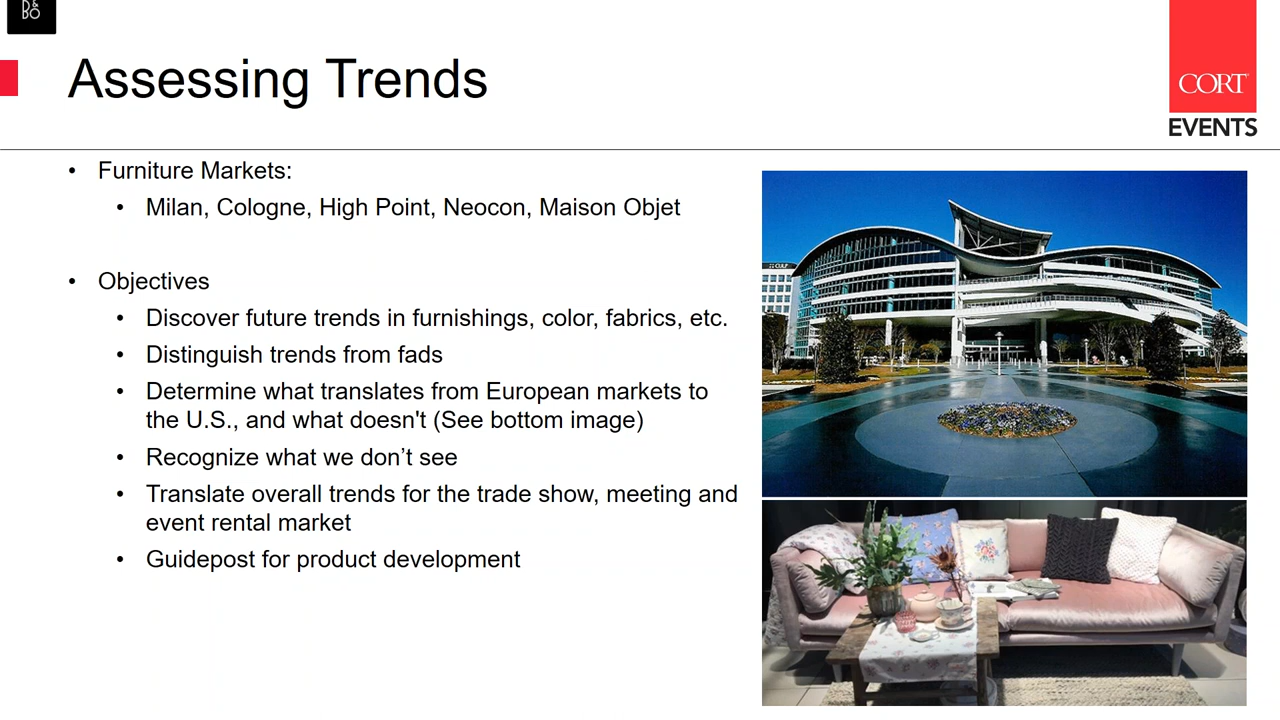 D&
BO
Assessing Trends
CORT
EVENTS
• Furniture Markets:
• Milan, Cologne, High Point, Neocon, Maison Objet
• Objectives
• Discover future trends in furnishings, color, fabrics, etc.
• Distinguish trends from fads
• Determine what translates from European markets to
the U.S., and what doesn't (See bottom image)
• Recognize what we don’t see
• Translate overall trends for the trade show, meeting and
event rental market
• Guidepost for product development
CULP